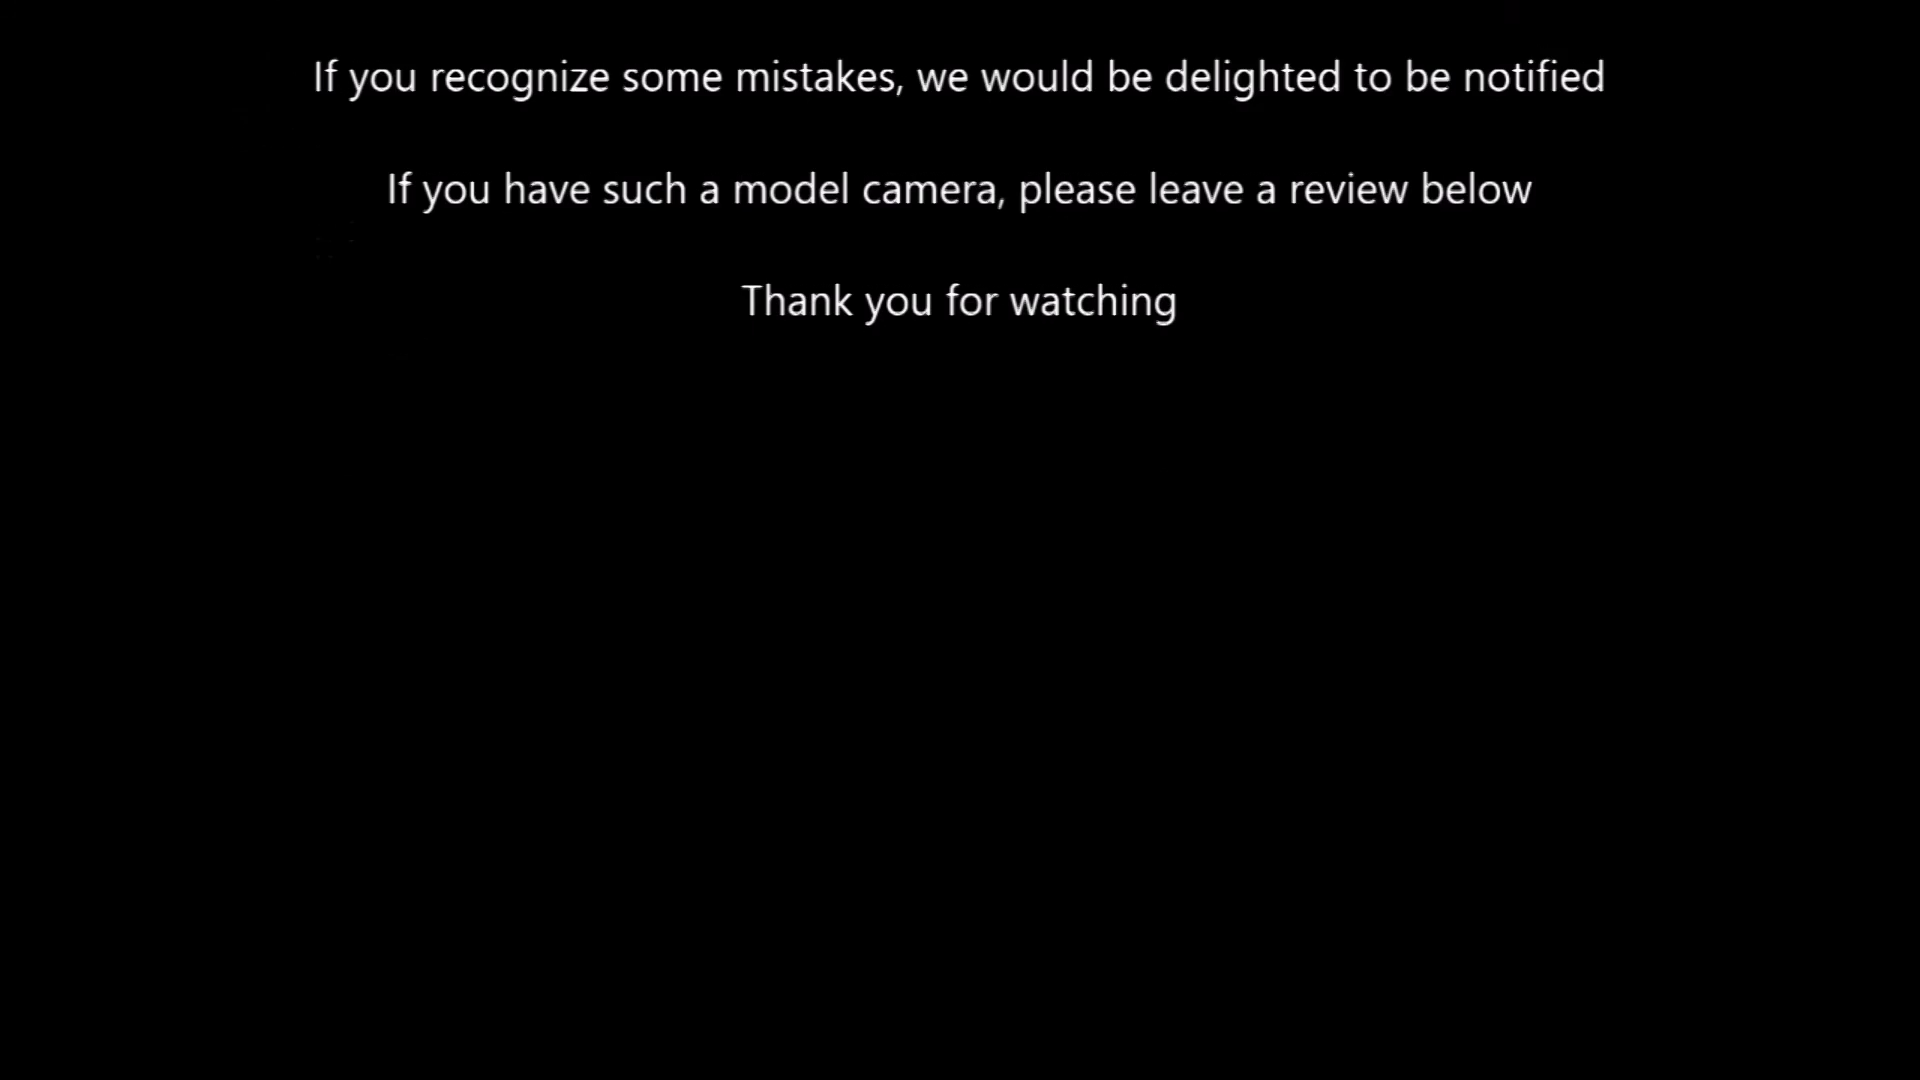 If you recognize some mistakes, we would be delighted to be notified
If you have such a model camera, please leave a review below
Thank you for watching